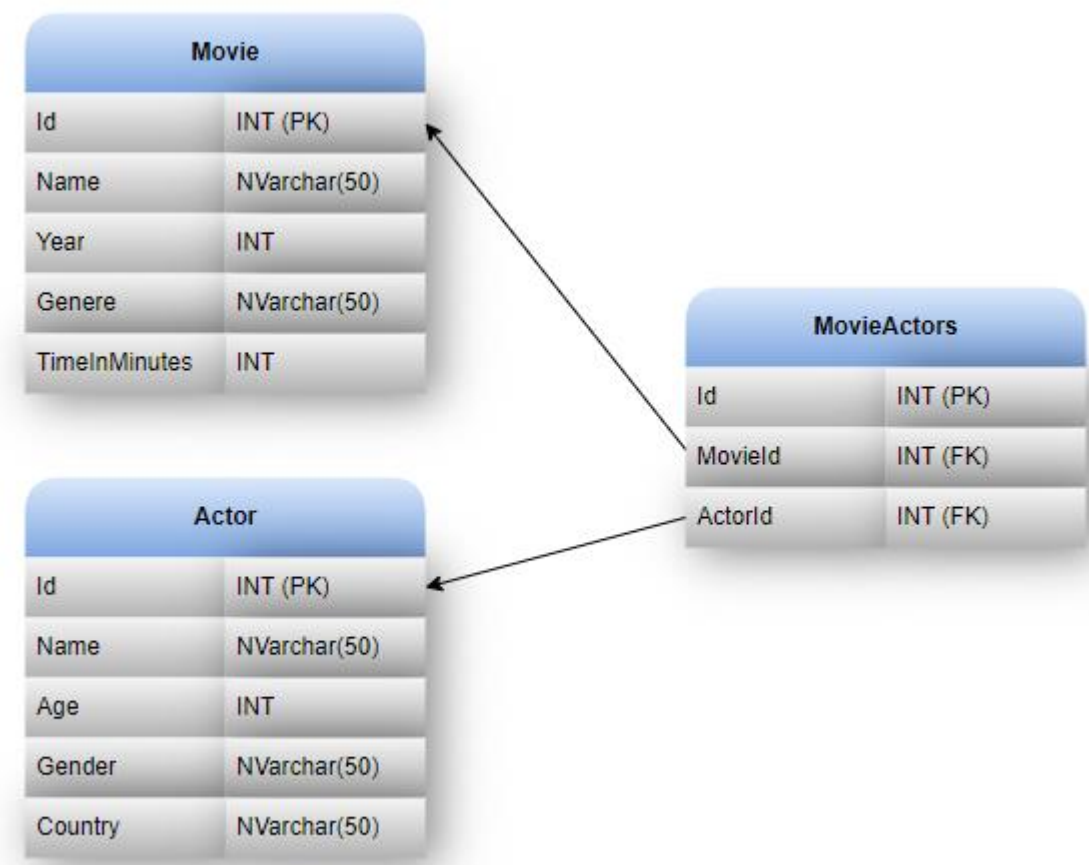 Movie
Id INT (PK)
Name NVarchar(50)
Year INT
Genere NVarchar(50)
TimeInMinutes INT
MovieActors
Id INT (PK)
MovieId INT (FK)
ActorId INT (FK)
Actor
Id INT (PK)
Name NVarchar(50)
Age INT
Gender NVarchar(50)
Country NVarchar(50)